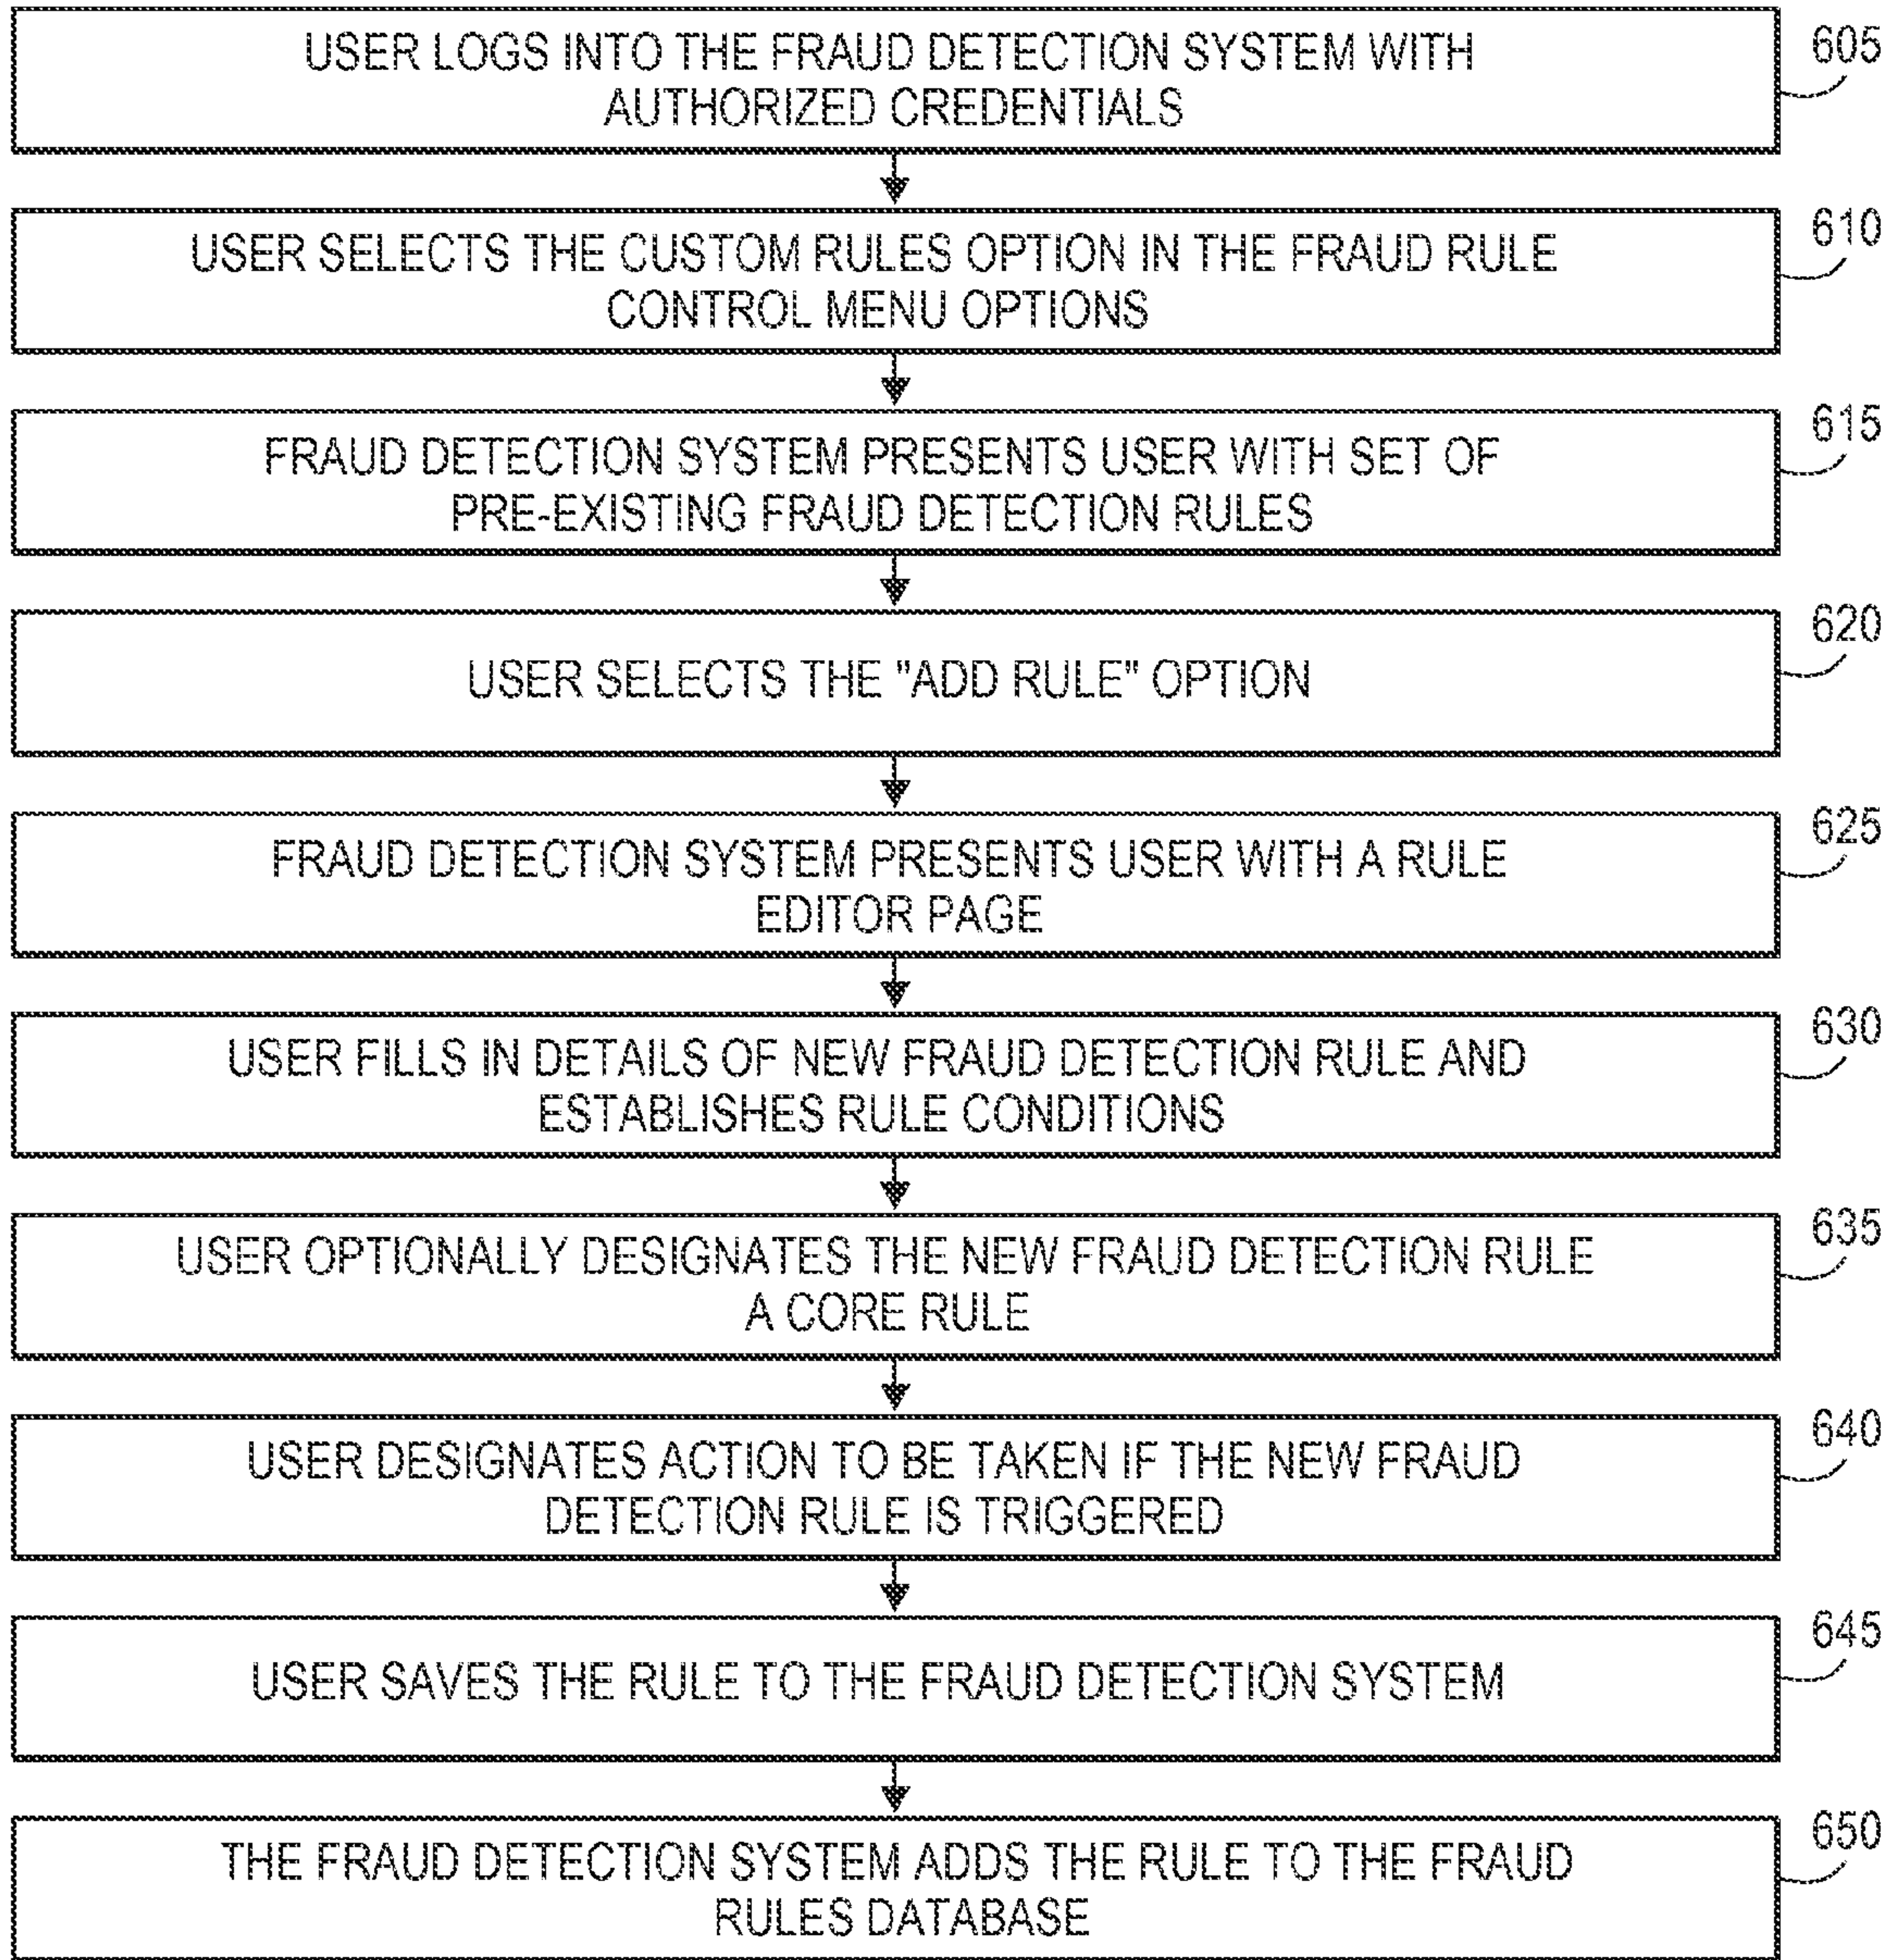 USER LOGS INTO THE FRAUD DETECTION SYSTEM WITH
AUTHORIZED CREDENTIALS
605
USER SELECTS THE CUSTOM RULES OPTION IN THE FRAUD RULE
CONTROL MENU OPTIONS
610
FRAUD DETECTION SYSTEM PRESENTS USER WITH SET OF
PRE-EXISTING FRAUD DETECTION RULES
615
USER SELECTS THE "ADD RULE" OPTION
620
FRAUD DETECTION SYSTEM PRESENTS USER WITH A RULE
EDITOR PAGE
625
USER FILLS IN DETAILS OF NEW FRAUD DETECTION RULE AND
ESTABLISHES RULE CONDITIONS
630
USER OPTIONALLY DESIGNATES THE NEW FRAUD DETECTION RULE
A CORE RULE
635
USER DESIGNATES ACTION TO BE TAKEN IF THE NEW FRAUD
DETECTION RULE IS TRIGGERED
640
USER SAVES THE RULE TO THE FRAUD DETECTION SYSTEM
645
THE FRAUD DETECTION SYSTEM ADDS THE RULE TO THE FRAUD
RULES DATABASE
650